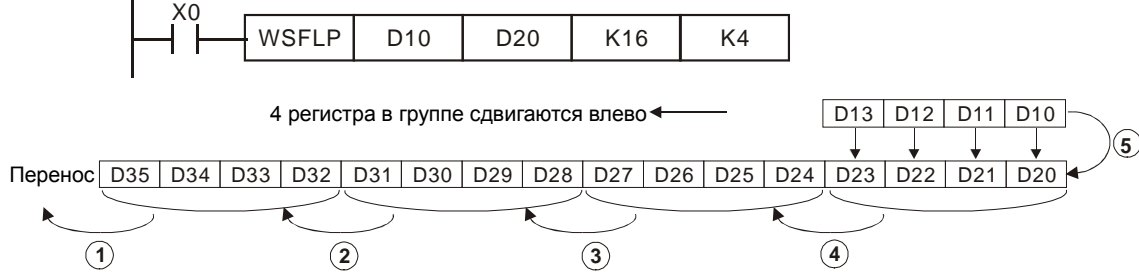 X0
WSFLP D10 D20 K16 K4
4 регистра в группе сдвигаются влево
D13 D12 D11 D10
5
Перенос D35 D34 D33 D32 D31 D30 D29 D28 D27 D26 D25 D24 D23 D22 D21 D20
1 2 3 4